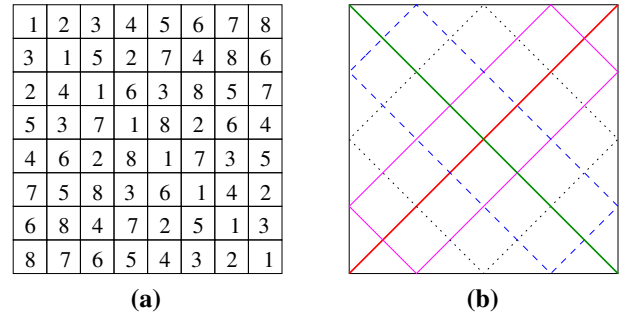 1 2 3 4 5 6 7 8
3 1 5 2 7 4 8 6
2 4 1 6 3 8 5 7
5 3 7 1 8 2 6 4
4 6 2 8 1 7 3 5
7 5 8 3 6 1 4 2
6 8 4 7 2 5 1 3
8 7 6 5 4 3 2 1
(a) (b)